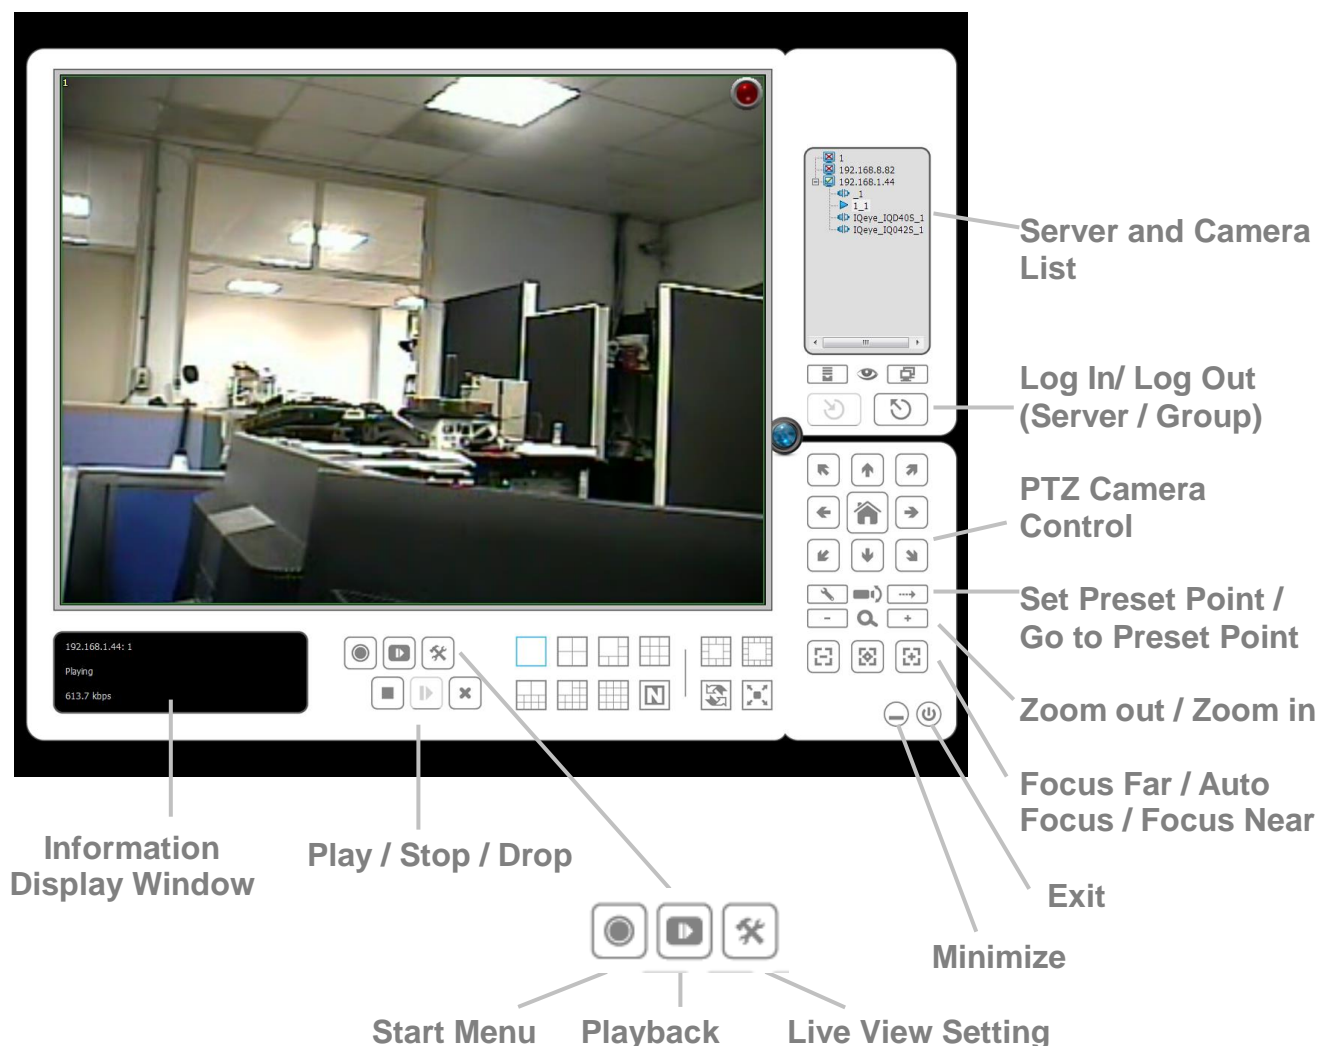 1
1
192.168.8.82
192.168.1.44
_1
1_1
IQeye_IQD40S_1
IQeye_IQ042S_1
Server and Camera
List
Log In/ Log Out
(Server / Group)
PTZ Camera
Control
Set Preset Point /
Go to Preset Point
Zoom out / Zoom in
Focus Far / Auto
Focus / Focus Near
192.168.1.44: 1
Playing
613.7 kbps
N
Information
Display Window
Play / Stop / Drop
Exit
Minimize
Start Menu
Playback
Live View Setting